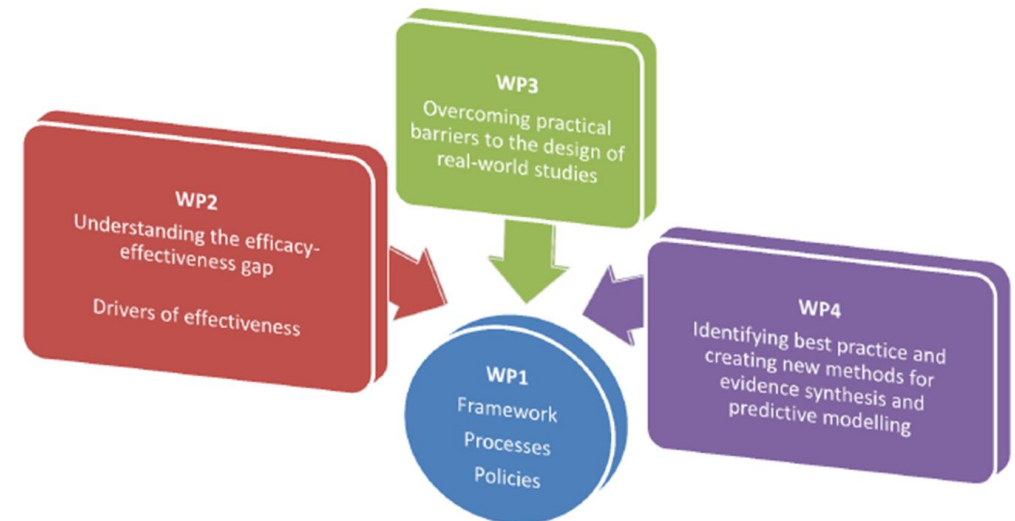 WP3
Overcoming practical
barriers to the design of
real-world studies
WP2
Understanding the efficacy-
effectiveness gap
Drivers of effectiveness
WP4
Identifying best practice and
creating new methods for
evidence synthesis and
predictive modelling
WP1
Framework
Processes
Policies